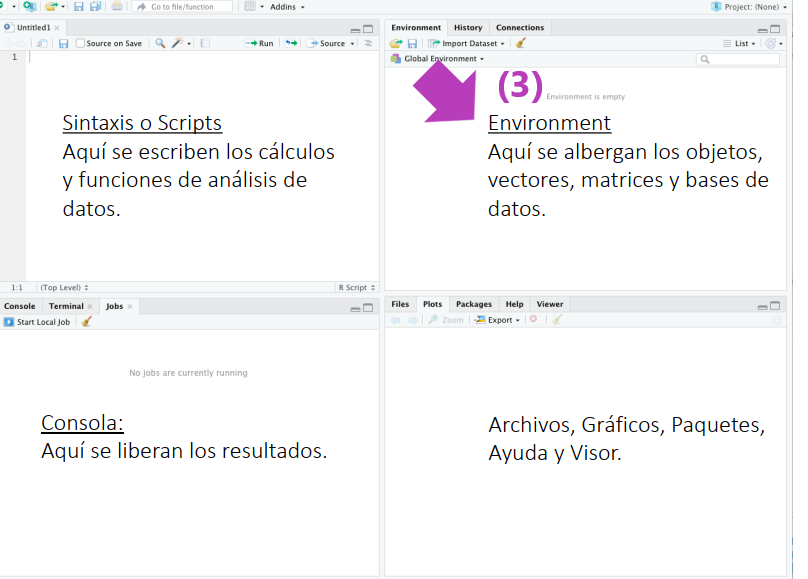 Go to file/function
Addins
Project: (None)
Untitled1
Source on Save
Run
Source
1
Sintaxis o Scripts
Aquí se escriben los cálculos
y funciones de análisis de
datos.
1:1
(Top Level)
R Script
Environment
History
Connections
Import Dataset
List
Global Environment
(3)
Environment is empty
Environment
Aquí se albergan los objetos,
vectores, matrices y bases de
datos.
Console
Terminal
Jobs
Start Local Job
No jobs are currently running
Consola:
Aquí se liberan los resultados.
Files
Plots
Packages
Help
Viewer
Zoom
Export
Archivos, Gráficos, Paquetes,
Ayuda y Visor.